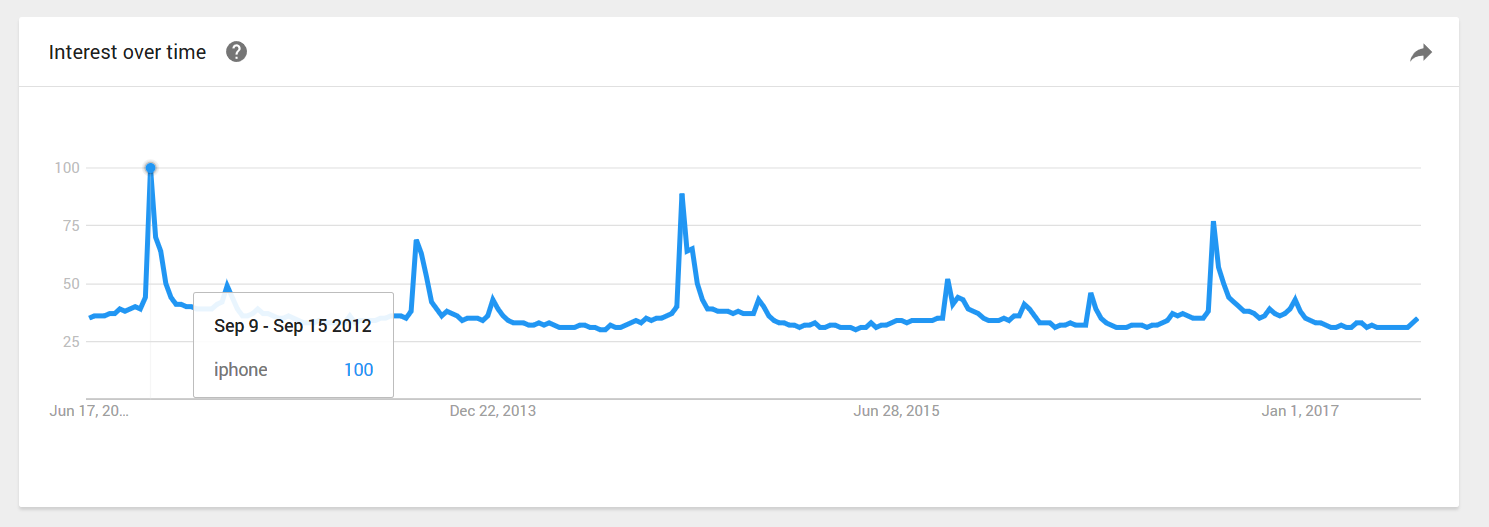 Interest over time ?
100
75
50
25
Sep 9 - Sep 15 2012
iphone 100
Jun 17, 20... Dec 22, 2013 Jun 28, 2015 Jan 1, 2017